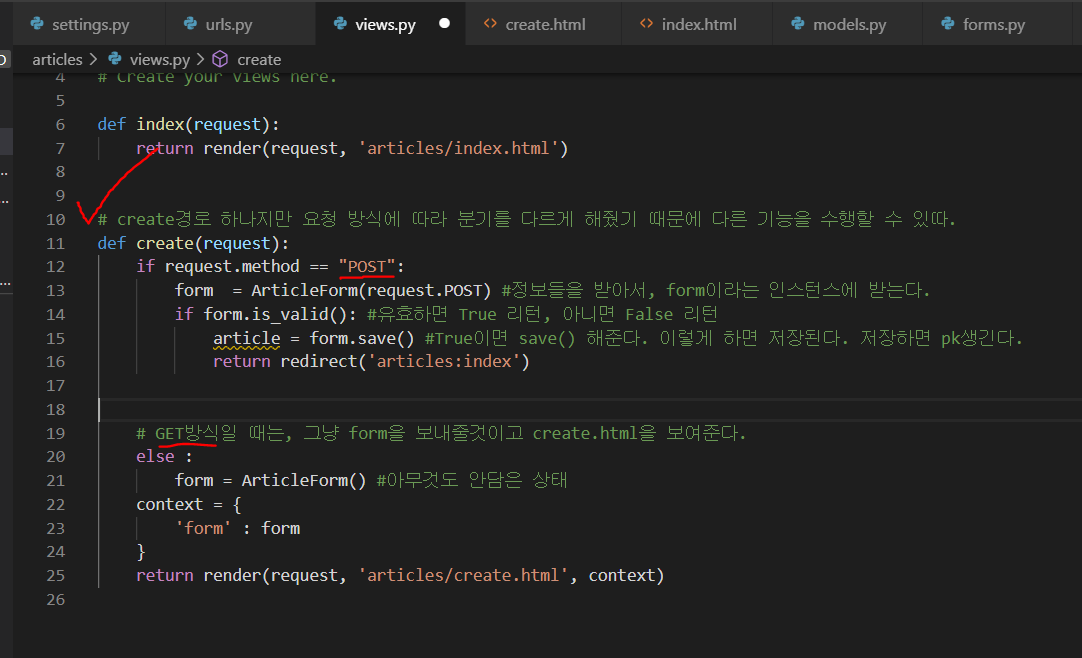 settings.py urls.py views.py create.html index.html models.py forms.py
articles > views.py > create
4 # Create your views here.
5
6 def index(request):
7 return render(request, 'articles/index.html')
8
9
10 # create경로 하나지만 요청 방식에 따라 분기를 다르게 해줬기 때문에 다른 기능을 수행할 수 있따.
11 def create(request):
12 if request.method == "POST":
13 form  = ArticleForm(request.POST) #정보들을 받아서, form이라는 인스턴스에 받는다.
14 if form.is_valid(): #유효하면 True 리턴, 아니면 False 리턴
15 article = form.save() #True이면 save() 해준다. 이렇게 하면 저장된다. 저장하면 pk생긴다.
16 return redirect('articles:index')
17
18
19 # GET방식일 때는, 그냥 form을 보내줄것이고 create.html을 보여준다.
20 else :
21 form = ArticleForm() #아무것도 안담은 상태
22 context = {
23 'form' : form
24 }
25 return render(request, 'articles/create.html', context)
26